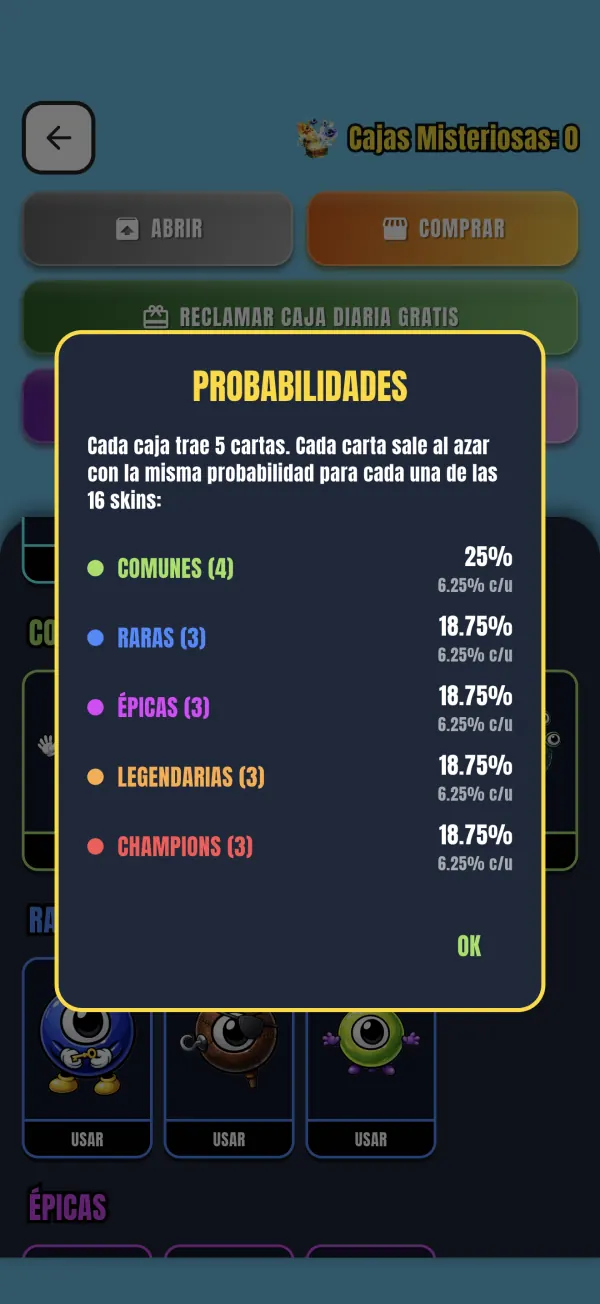 Cajas Misteriosas: 0
ABRIR
COMPRAR
RECLAMAR CAJA DIARIA GRATIS
PROBABILIDADES
Cada caja trae 5 cartas. Cada carta sale al azar
con la misma probabilidad para cada una de las
16 skins:
COMUNES (4)
25%
6.25% c/u
RARAS (3)
18.75%
6.25% c/u
ÉPICAS (3)
18.75%
6.25% c/u
LEGENDARIAS (3)
18.75%
6.25% c/u
CHAMPIONS (3)
18.75%
6.25% c/u
OK
CO
RA
USAR
USAR
USAR
ÉPICAS